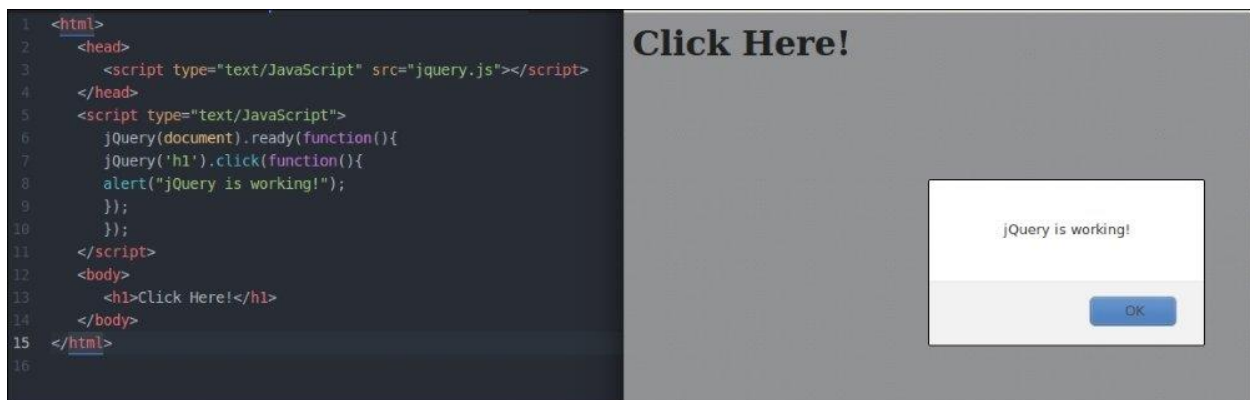 1 <html>
2 <head>
3 <script type="text/JavaScript" src="jquery.js"></script>
4 </head>
5 <script type="text/JavaScript">
6 jQuery(document).ready(function(){
7 jQuery('h1').click(function(){
8 alert("jQuery is working!");
9 });
10 });
11 </script>
12 <body>
13 <h1>Click Here!</h1>
14 </body>
15 </html>
16
Click Here!
jQuery is working!
OK